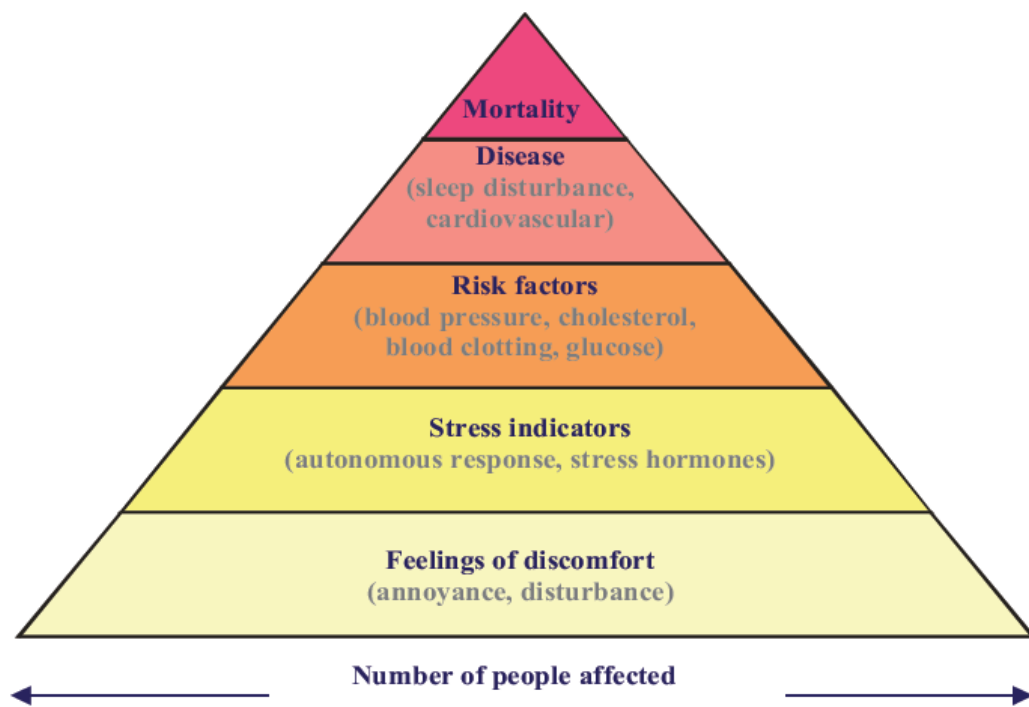 Mortality
Disease
(sleep disturbance,
cardiovascular)
Risk factors
(blood pressure, cholesterol,
blood clotting, glucose)
Stress indicators
(autonomous response, stress hormones)
Feelings of discomfort
(annoyance, disturbance)
Number of people affected